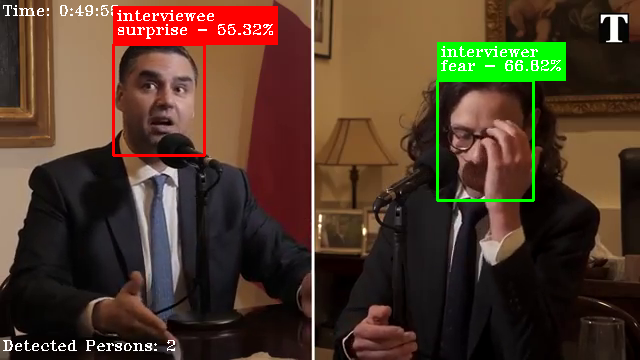 Time: 0:49:5
interviewee
surprise - 55.32%
interviewer
fear - 66.82%
T
Detected Persons: 2